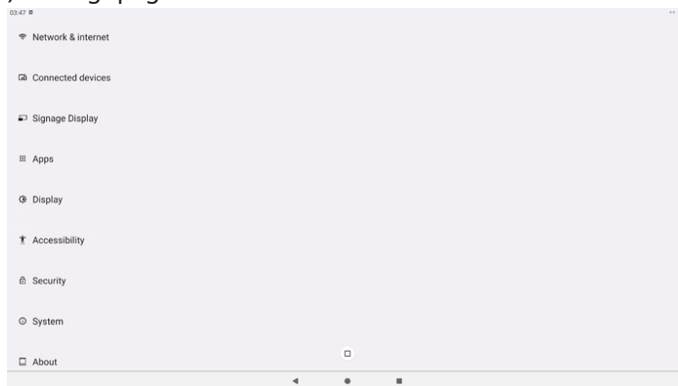 03:47
Network & internet
Connected devices
Signage Display
Apps
Display
Accessibility
Security
System
About